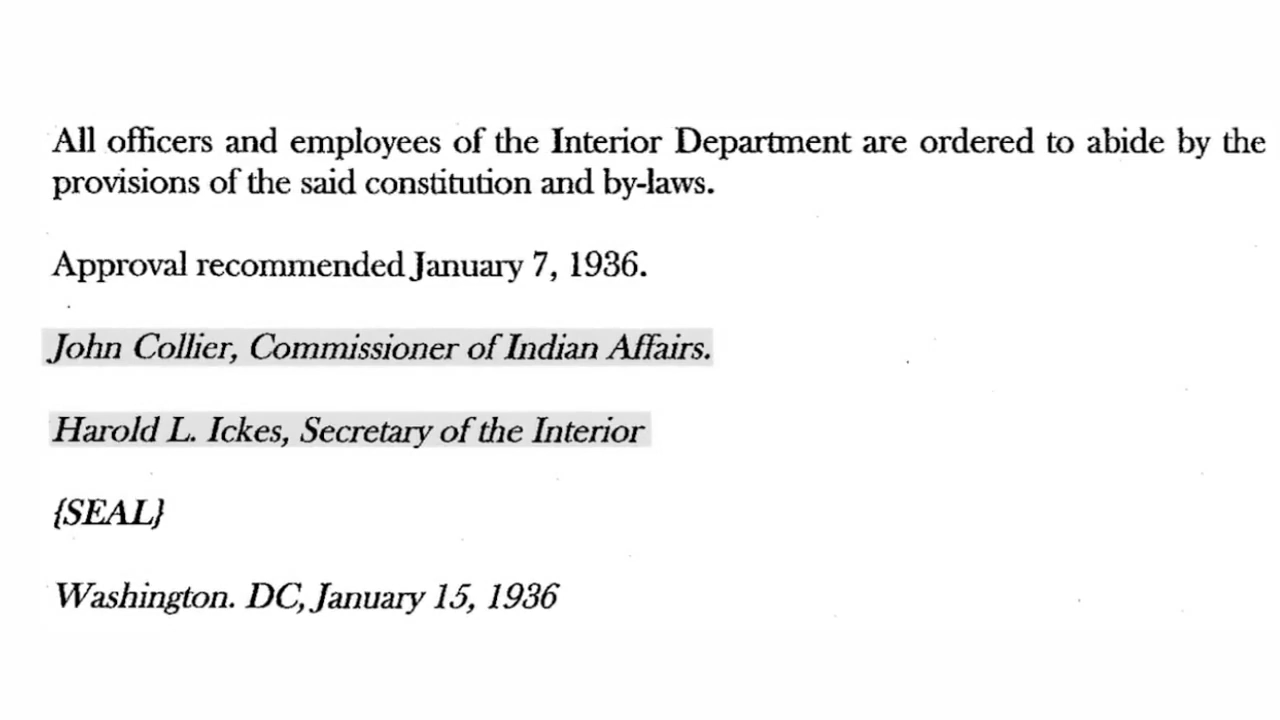 All officers and employees of the Interior Department are ordered to abide by the
provisions of the said constitution and by-laws.
Approval recommended January 7, 1936.
John Collier, Commissioner of Indian Affairs.
Harold L. Ickes, Secretary of the Interior
{SEAL}
Washington. DC, January 15, 1936